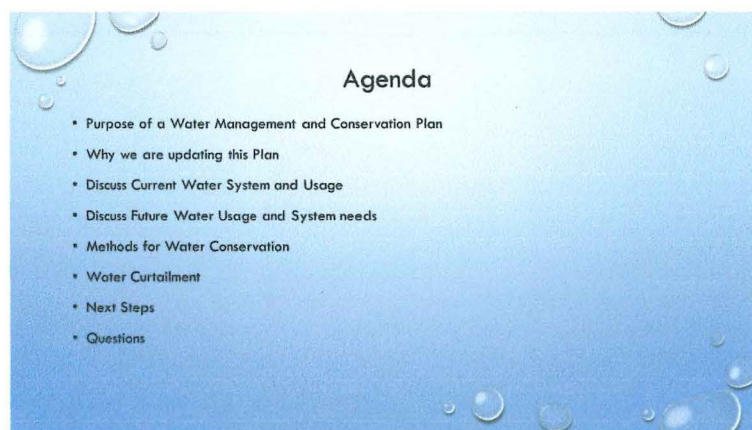 Agenda
• Purpose of a Water Management and Conservation Plan
• Why we are updating this Plan
• Discuss Current Water System and Usage
• Discuss Future Water Usage and System needs
• Methods for Water Conservation
• Water Curtailment
• Next Steps
• Questions